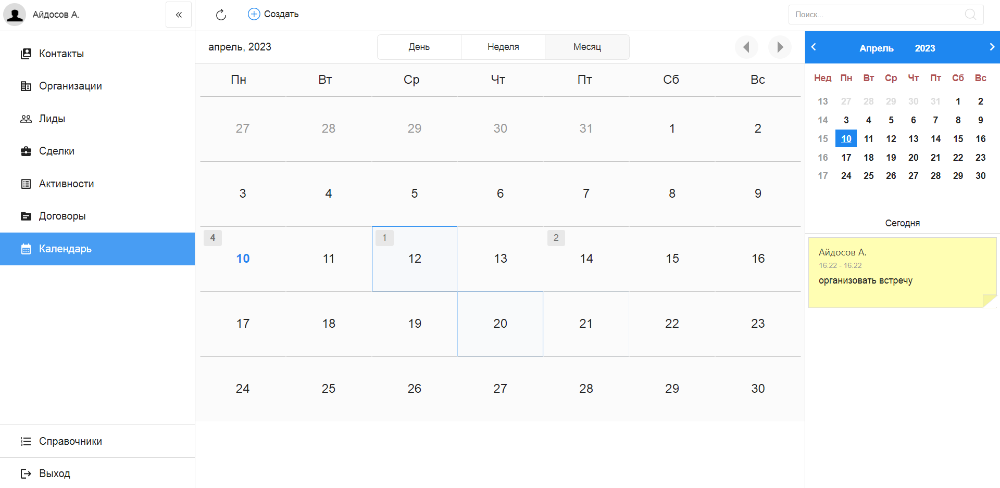 Айдосов А.
«
Создать
Поиск...
Контакты
Организации
Лиды
Сделки
Активности
Договоры
Календарь
Справочники
Выход
апрель, 2023
День Неделя Месяц
Пн Вт Ср Чт Пт Сб Вс
27 28 29 30 31 1 2
3 4 5 6 7 8 9
4 1 2
10 11 12 13 14 15 16
17 18 19 20 21 22 23
24 25 26 27 28 29 30
Апрель 2023
Нед Пн Вт Ср Чт Пт Сб Вс
13 27 28 29 30 31 1 2
14 3 4 5 6 7 8 9
15 10 11 12 13 14 15 16
16 17 18 19 20 21 22 23
17 24 25 26 27 28 29 30
Сегодня
Айдосов А.
16:22 - 16:22
организовать встречу